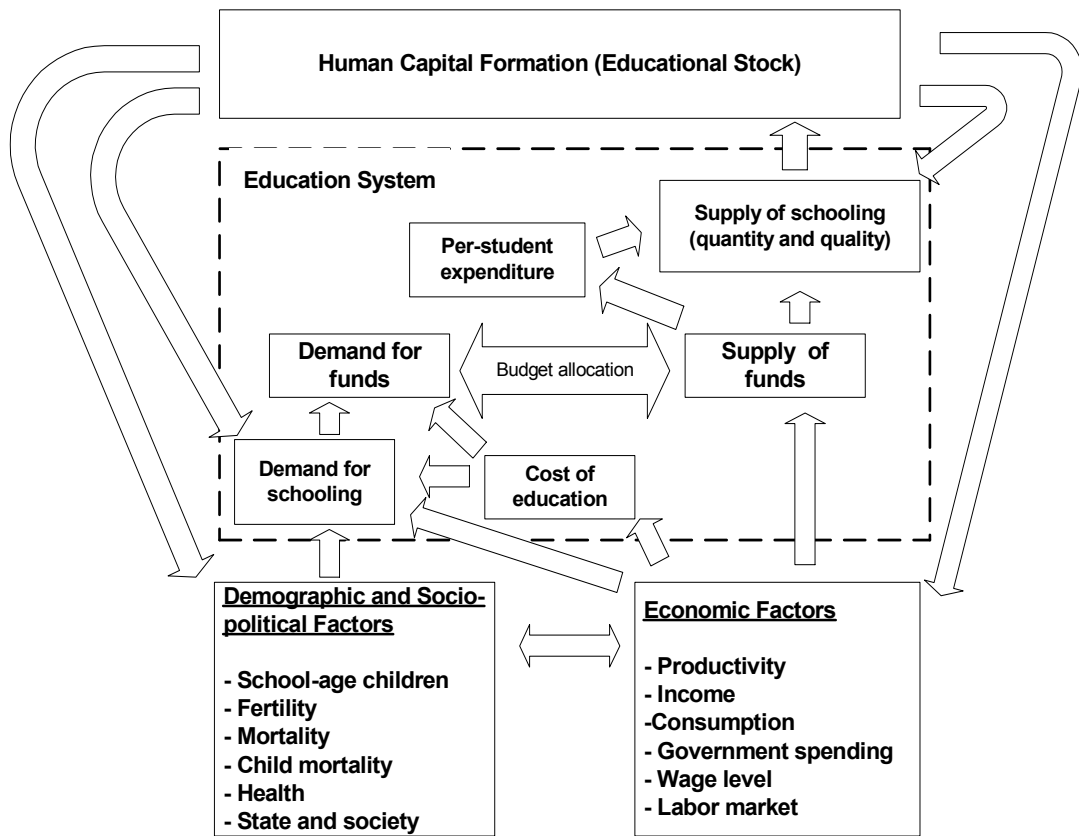 Human Capital Formation (Educational Stock)
Education System
Supply of schooling
(quantity and quality)
Per-student
expenditure
Demand for
funds
Budget allocation
Supply of
funds
Demand for
schooling
Cost of
education
Demographic and Socio-
political Factors
- School-age children
- Fertility
- Mortality
- Child mortality
- Health
- State and society
Economic Factors
- Productivity
- Income
-Consumption
- Government spending
- Wage level
- Labor market